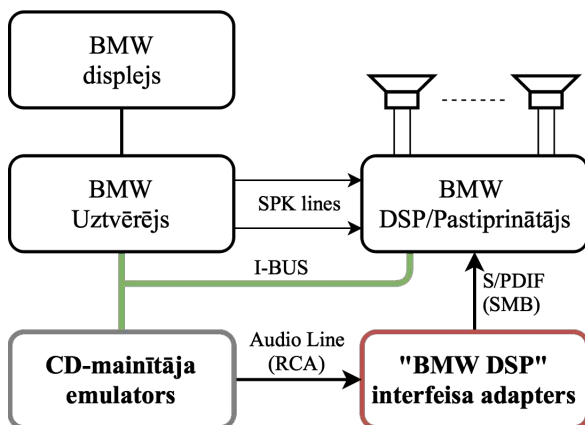 BMW
displejs
BMW
Uztvērējs
SPK lines
BMW
DSP/Pastiprinātājs
I-BUS
S/PDIF
(SMB)
CD-mainītāja
emulators
Audio Line
(RCA)
"BMW DSP"
interfeisa adapters